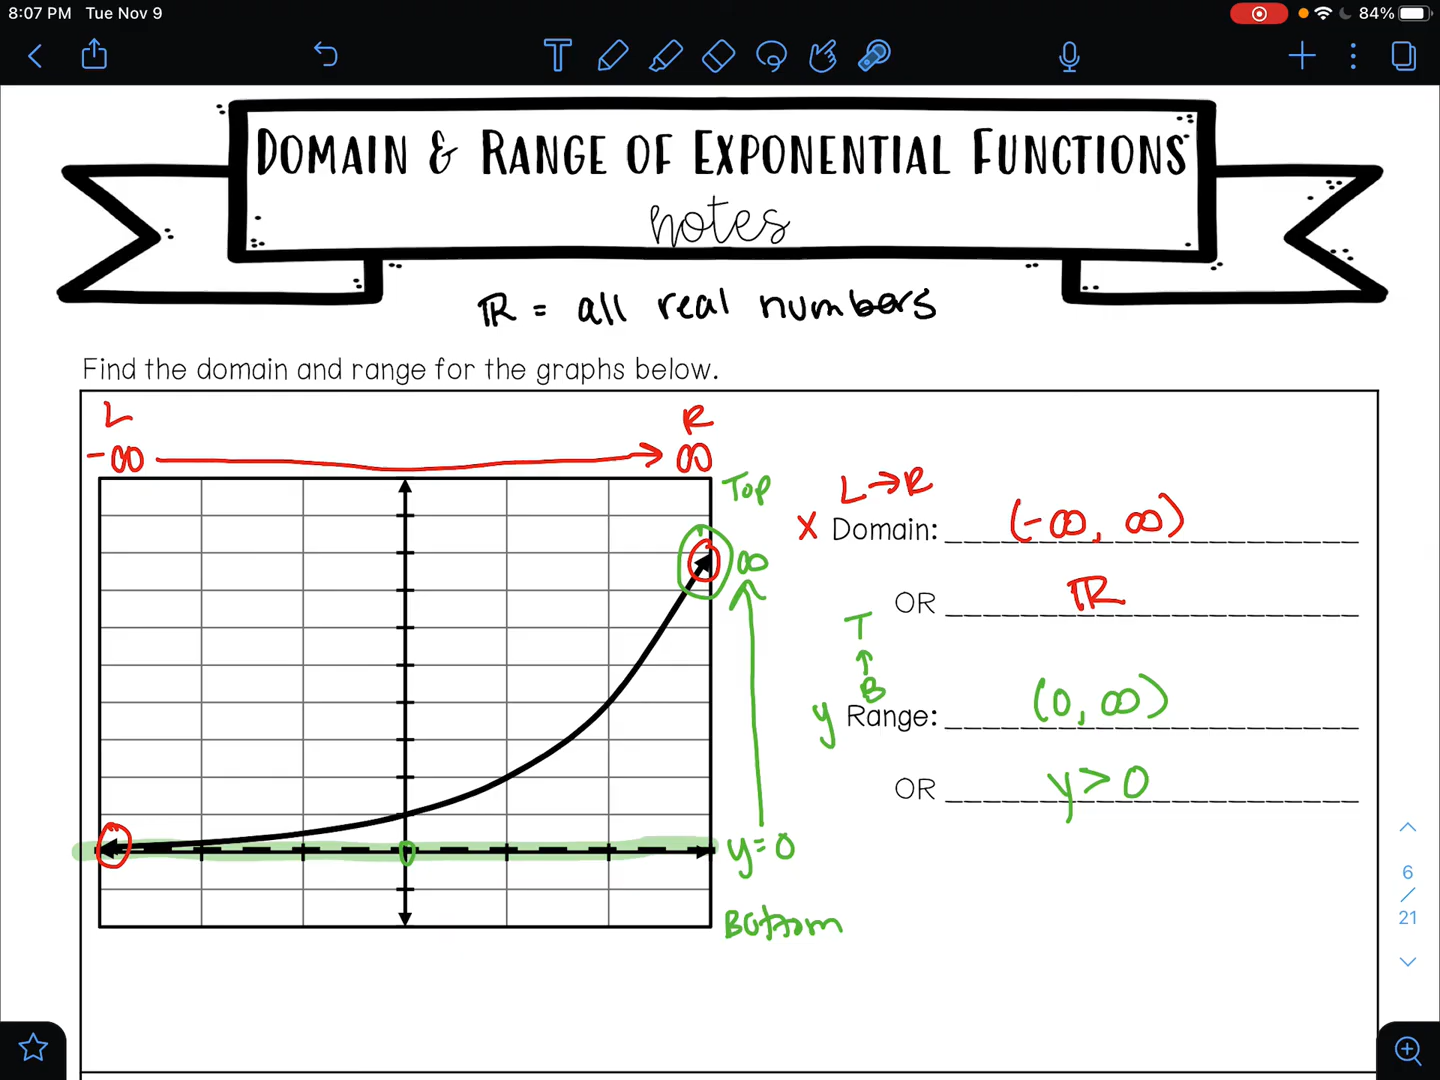 8:07 PM Tue Nov 9 84%
DOMAIN & RANGE OF EXPONENTIAL FUNCTIONS
notes
ℝ = all real numbers
Find the domain and range for the graphs below.
L R
-∞ ∞
Top
∞
y=0
Bottom
0
L→R
X Domain: (-∞, ∞)
OR ℝ
T
↑
B
y Range: (0, ∞)
OR y>0
6
/
21